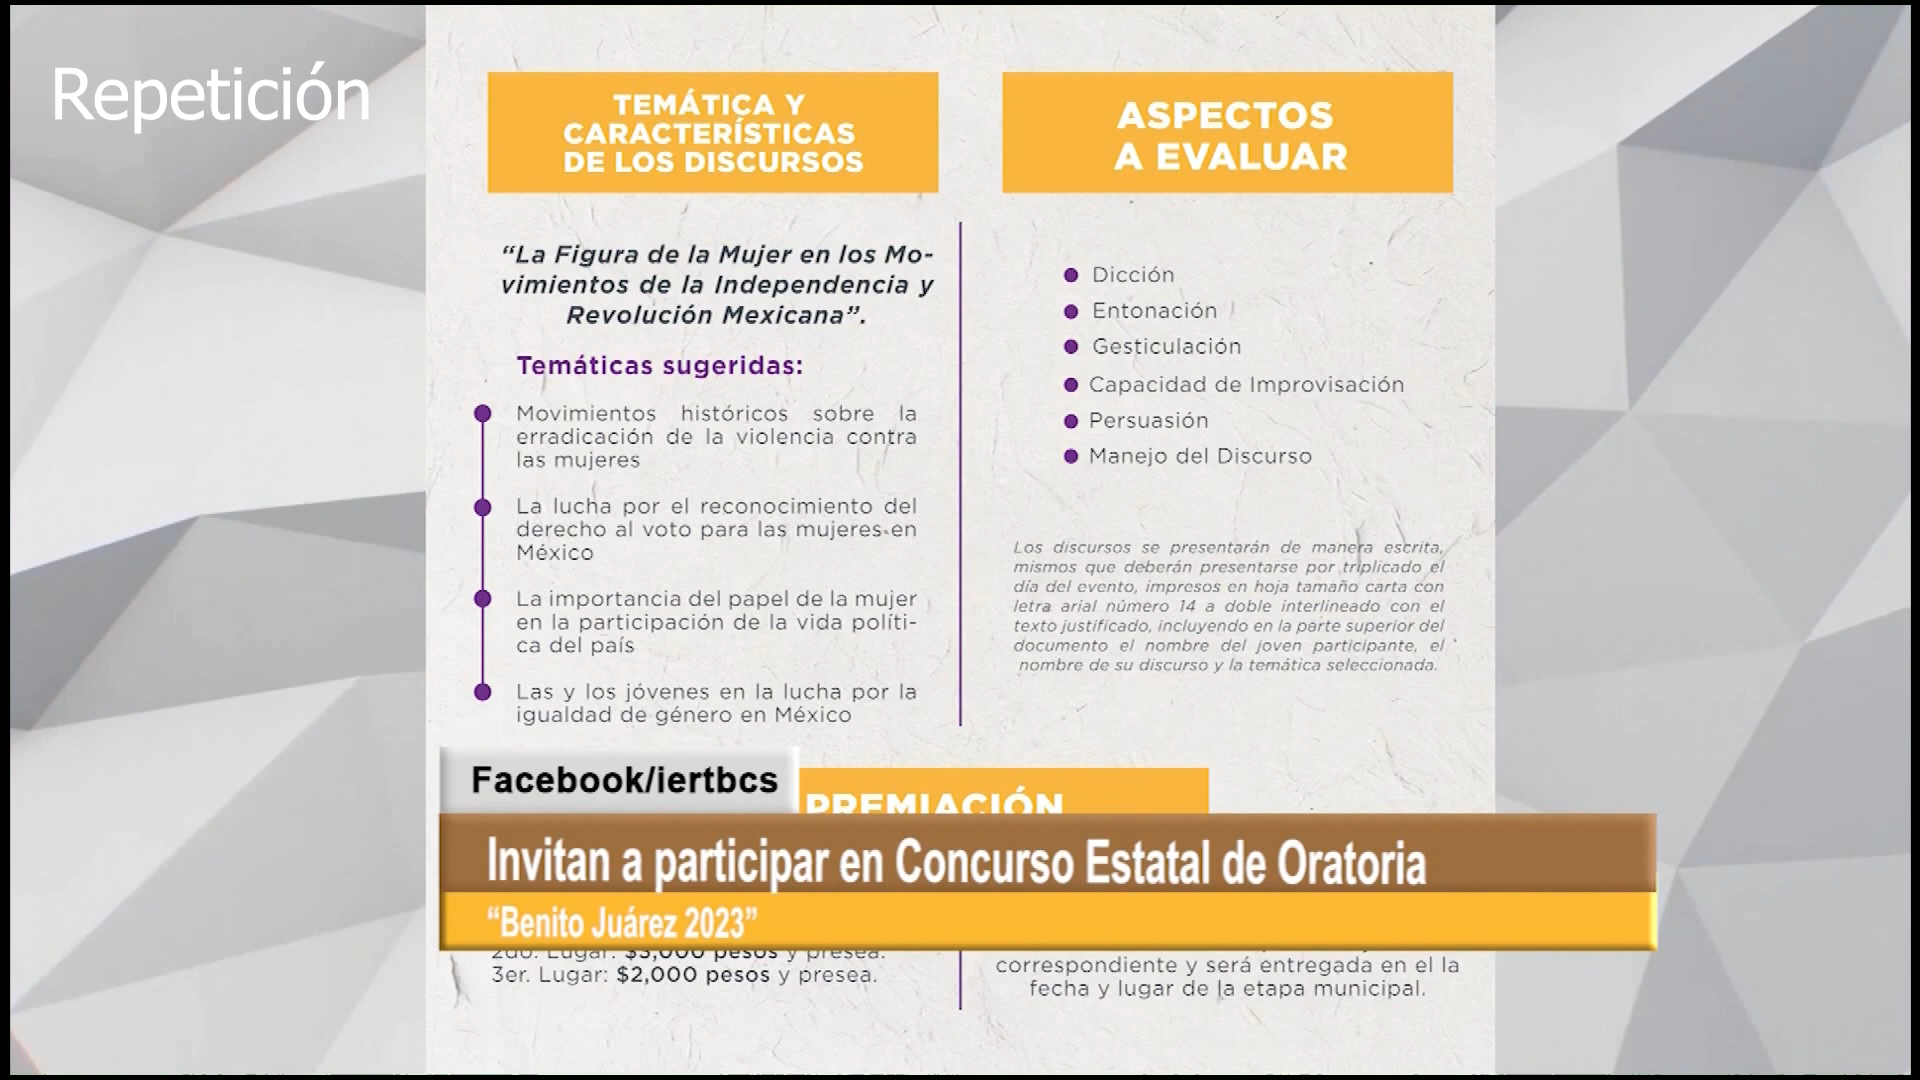 Repetición
TEMÁTICA Y
CARACTERÍSTICAS
DE LOS DISCURSOS
“La Figura de la Mujer en los Mo-
vimientos de la Independencia y
Revolución Mexicana”.
Temáticas sugeridas:
Movimientos históricos sobre la
erradicación de la violencia contra
las mujeres
La lucha por el reconocimiento del
derecho al voto para las mujeres en
México
La importancia del papel de la mujer
en la participación de la vida políti-
ca del país
Las y los jóvenes en la lucha por la
igualdad de género en México
ASPECTOS
A EVALUAR
Dicción
Entonación
Gesticulación
Capacidad de Improvisación
Persuasión
Manejo del Discurso
Los discursos se presentarán de manera escrita,
mismos que deberán presentarse por triplicado el
día del evento, impresos en hoja tamaño carta con
letra arial número 14 a doble interlineado con el
texto justificado, incluyendo en la parte superior del
documento el nombre del joven participante, el
nombre de su discurso y la temática seleccionada.
Facebook/iertbcs
PREMIACIÓN
Invitan a participar en Concurso Estatal de Oratoria
“Benito Juárez 2023”
2do. Lugar: $3,000 pesos y presea.
3er. Lugar: $2,000 pesos y presea.
correspondiente y será entregada en el la
fecha y lugar de la etapa municipal.